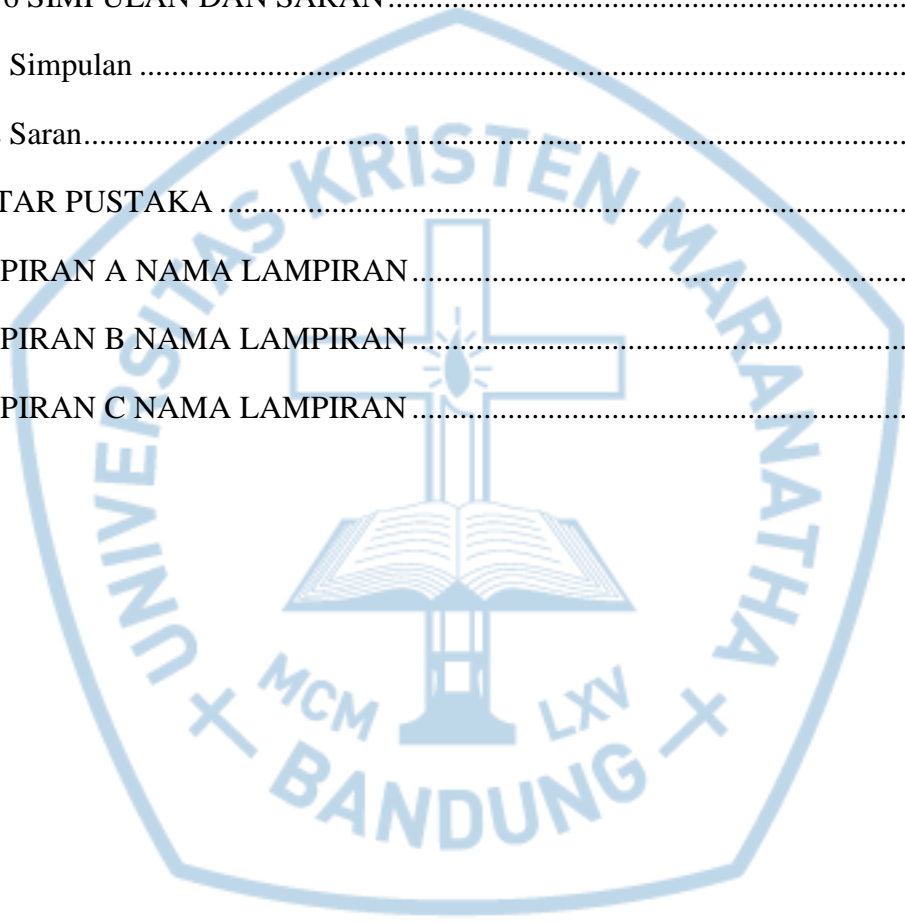 6 SIMPULAN DAN SARAN
Simpulan
Saran
TAR PUSTAKA
PIRAN A NAMA LAMPIRAN
PIRAN B NAMA LAMPIRAN
PIRAN C NAMA LAMPIRAN
UNIVERSITAS KRISTEN MARANATHA
MCM LXV
BANDUNG